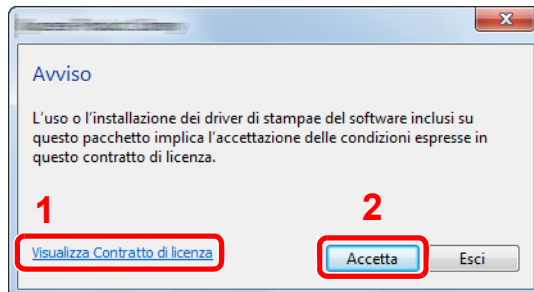 Avviso
L'uso o l'installazione dei driver di stampae del software inclusi su
questo pacchetto implica l'accettazione delle condizioni espresse in
questo contratto di licenza.
1
2
Visualizza Contratto di licenza
Accetta
Esci